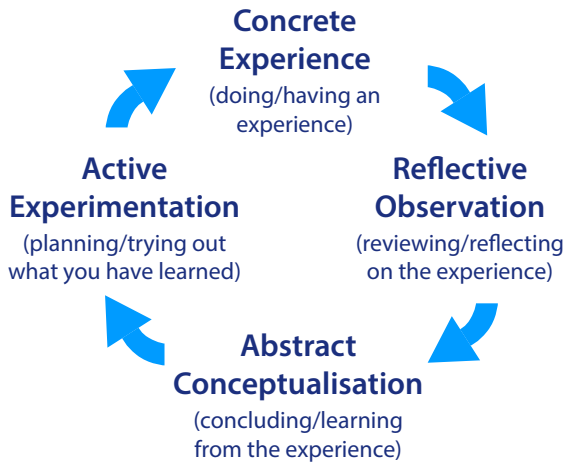 Concrete
Experience
(doing/having an
experience)
Reflective
Observation
(reviewing/reflecting
on the experience)
Abstract
Conceptualisation
(concluding/learning
from the experience)
Active
Experimentation
(planning/trying out
what you have learned)